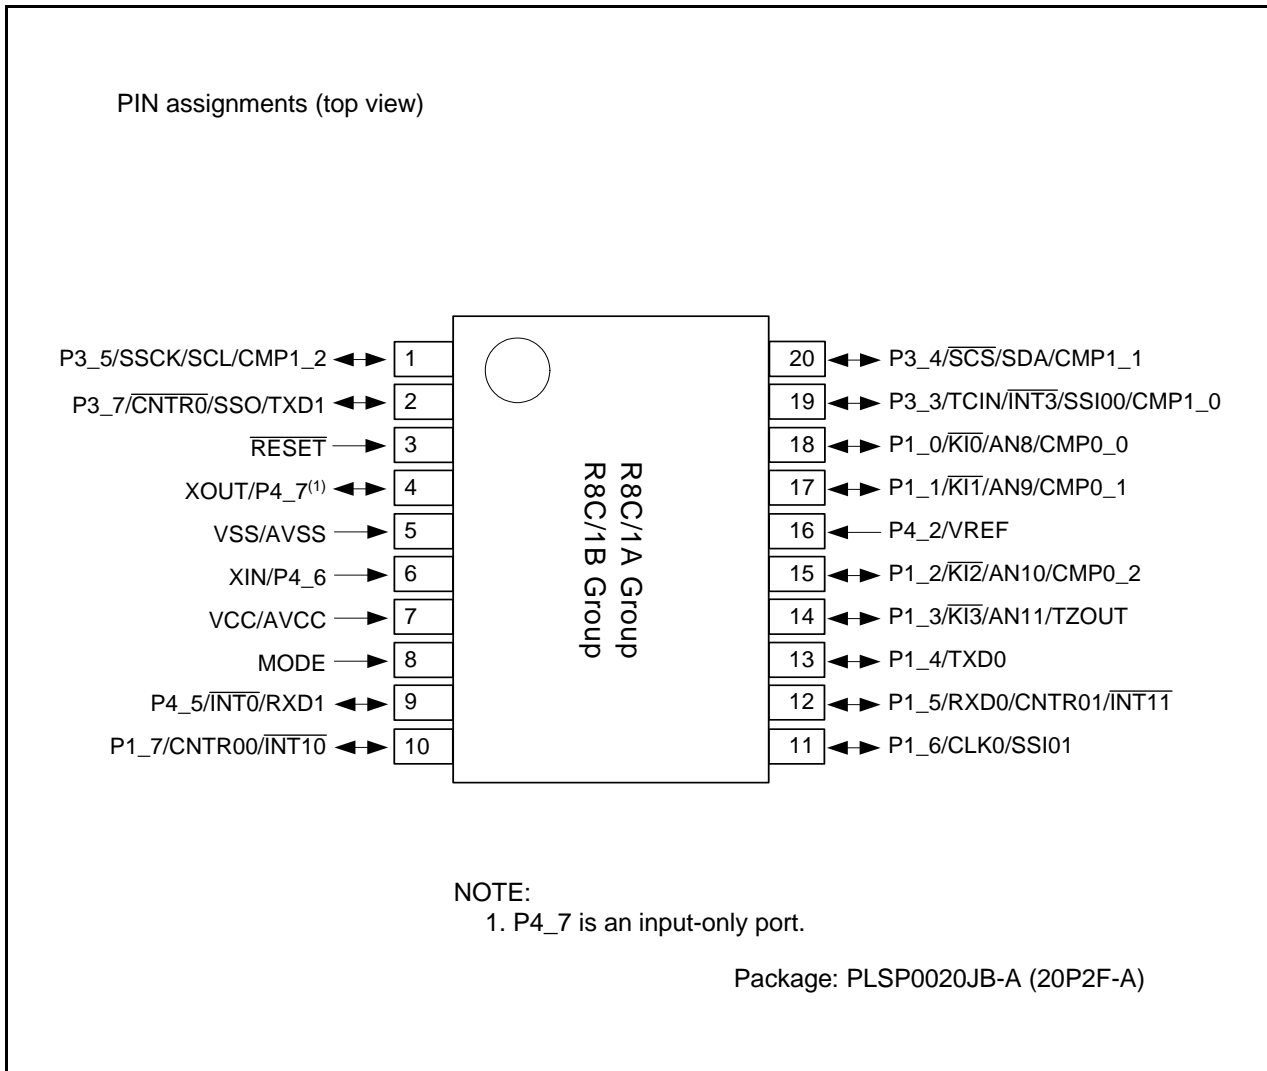 PIN assignments (top view)
P3_5/SSCK/SCL/CMP1_2 1
P3_7/CNTR0/SSO/TXD1 2
RESET 3
XOUT/P4_7(1) 4
VSS/AVSS 5
XIN/P4_6 6
VCC/AVCC 7
MODE 8
P4_5/INT0/RXD1 9
P1_7/CNTR00/INT10 10
R8C/1A Group
R8C/1B Group
20 P3_4/SCS/SDA/CMP1_1
19 P3_3/TCIN/INT3/SSI00/CMP1_0
18 P1_0/KI0/AN8/CMP0_0
17 P1_1/KI1/AN9/CMP0_1
16 P4_2/VREF
15 P1_2/KI2/AN10/CMP0_2
14 P1_3/KI3/AN11/TZOUT
13 P1_4/TXD0
12 P1_5/RXD0/CNTR01/INT11
11 P1_6/CLK0/SSI01
NOTE:
1. P4_7 is an input-only port.
Package: PLSP0020JB-A (20P2F-A)